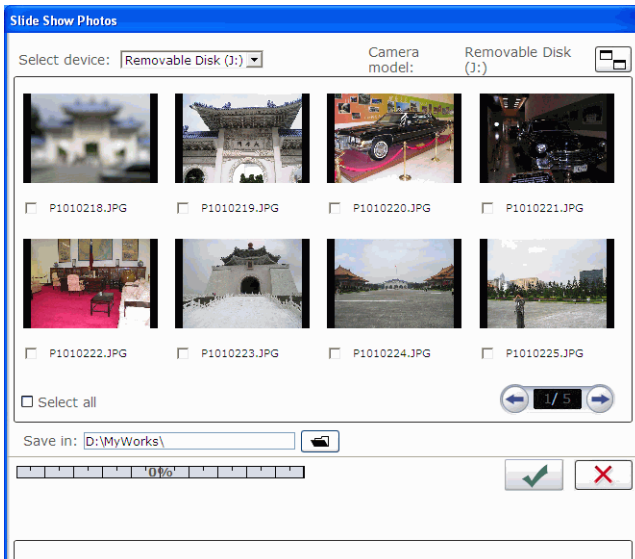 Slide Show Photos
Select device: Removable Disk (J:)
Camera model:
Removable Disk (J:)
P1010218.JPG
P1010219.JPG
P1010220.JPG
P1010221.JPG
P1010222.JPG
P1010223.JPG
P1010224.JPG
P1010225.JPG
Select all
1/ 5
Save in: D:\MyWorks\
0%